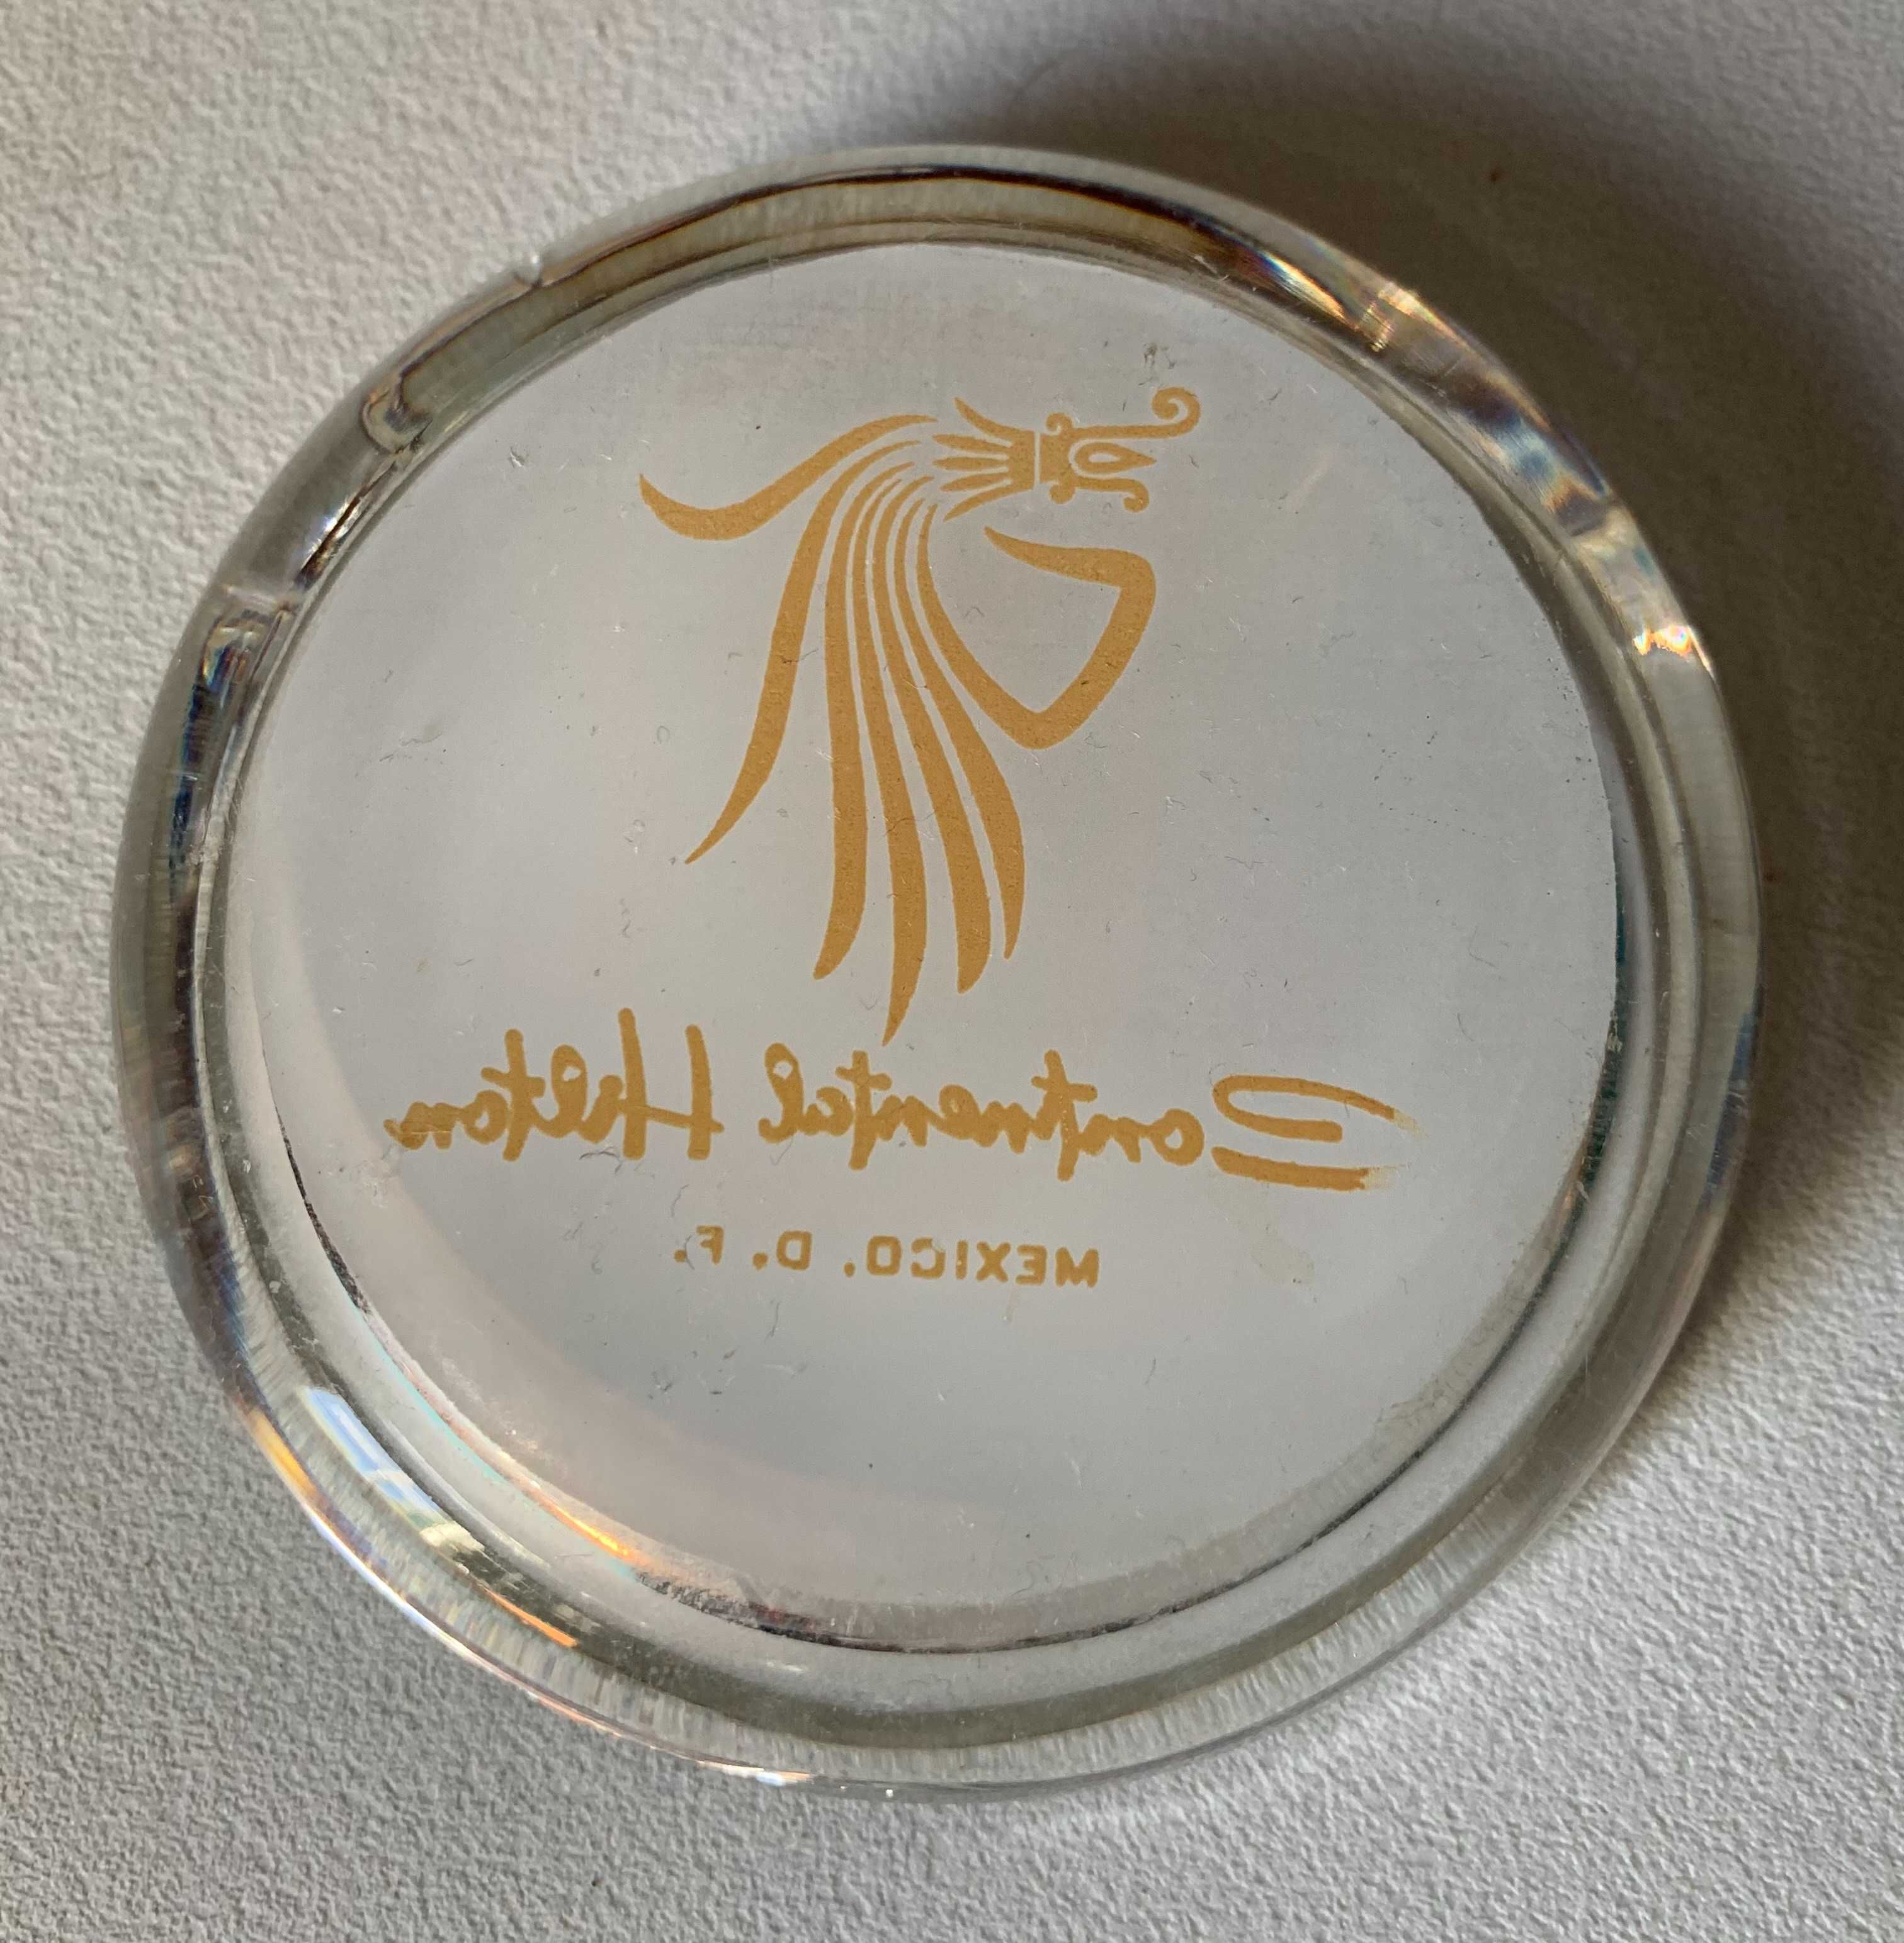 Continental Hilton
MEXICO. D. F.